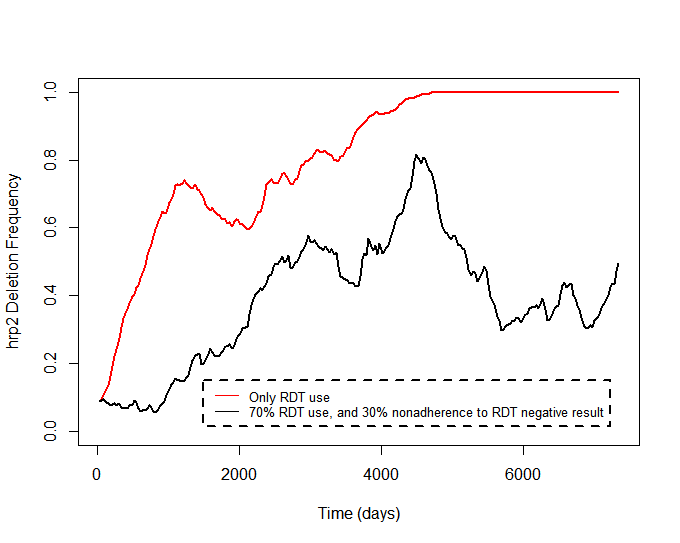 hrp2 Deletion Frequency
1.0
0.8
0.6
0.4
0.2
0.0
Only RDT use
70% RDT use, and 30% nonadherence to RDT negative result
0 2000 4000 6000
Time (days)